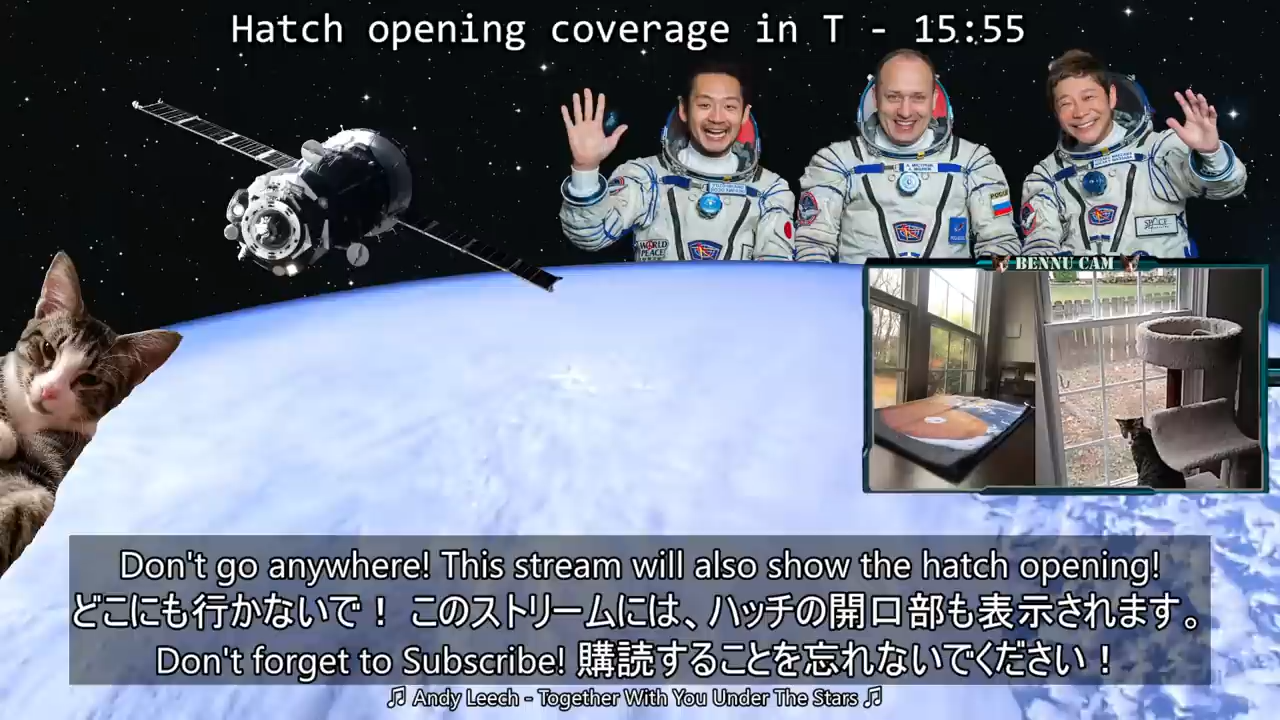 Hatch opening coverage in T - 15:55
WORLD
PEACE
SPACE
BENNU CAM
Don't go anywhere! This stream will also show the hatch opening!
どこにも行かないで！ このストリームには、ハッチの開口部も表示されます。
Don't forget to Subscribe! 購読することを忘れないでください！
♫ Andy Leech - Together With You Under The Stars ♫